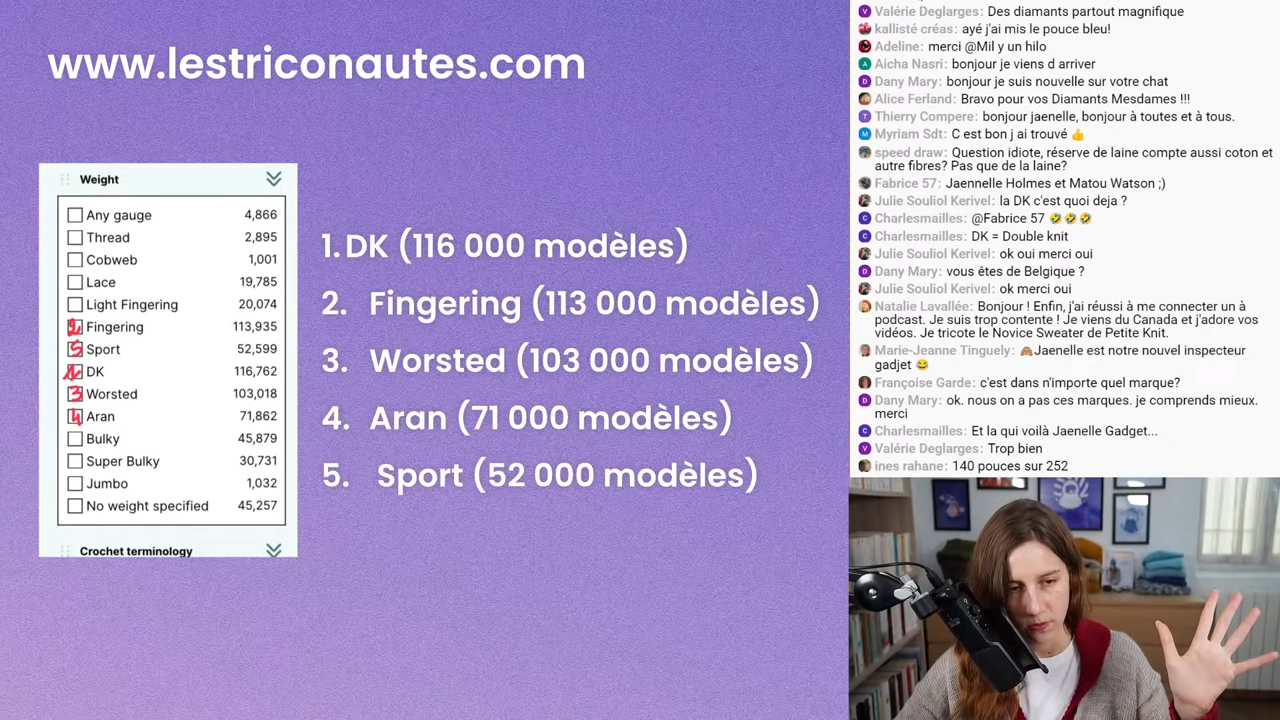 www.lestriconautes.com
Weight
Any gauge 4,866
Thread 2,895
Cobweb 1,001
Lace 19,785
Light Fingering 20,074
2 Fingering 113,935
5 Sport 52,599
1 DK 116,762
3 Worsted 103,018
4 Aran 71,862
Bulky 45,879
Super Bulky 30,731
Jumbo 1,032
No weight specified 45,257
Crochet terminology
1. DK (116 000 modèles)
2. Fingering (113 000 modèles)
3. Worsted (103 000 modèles)
4. Aran (71 000 modèles)
5. Sport (52 000 modèles)
V Valérie Deglarges: Des diamants partout magnifique
kallisté créas: ayé j'ai mis le pouce bleu!
Adeline: merci @Mil y un hilo
A Aicha Nasri: bonjour je viens d arriver
D Dany Mary: bonjour je suis nouvelle sur votre chat
Alice Ferland: Bravo pour vos Diamants Mesdames !!!
T Thierry Compere: bonjour jaenelle, bonjour à toutes et à tous.
M Myriam Sdt: C est bon j ai trouvé 👍
speed draw: Question idiote, réserve de laine compte aussi coton et
autre fibres? Pas que de la laine?
Fabrice 57: Jaennelle Holmes et Matou Watson ;)
Julie Souliol Kerivel: la DK c'est quoi deja ?
C Charlesmailles: @Fabrice 57 🤣🤣🤣
C Charlesmailles: DK = Double knit
Julie Souliol Kerivel: ok oui merci oui
D Dany Mary: vous êtes de Belgique ?
Julie Souliol Kerivel: ok merci oui
Natalie Lavallée: Bonjour ! Enfin, j'ai réussi à me connecter un à
podcast. Je suis trop contente ! Je viens du Canada et j'adore vos
vidéos. Je tricote le Novice Sweater de Petite Knit.
Marie-Jeanne Tinguely: 🙈Jaenelle est notre nouvel inspecteur
gadjet 😂
Françoise Garde: c'est dans n'importe quel marque?
D Dany Mary: ok. nous on a pas ces marques. je comprends mieux.
merci
C Charlesmailles: Et la qui voilà Jaenelle Gadget...
V Valérie Deglarges: Trop bien
ines rahane: 140 pouces sur 252